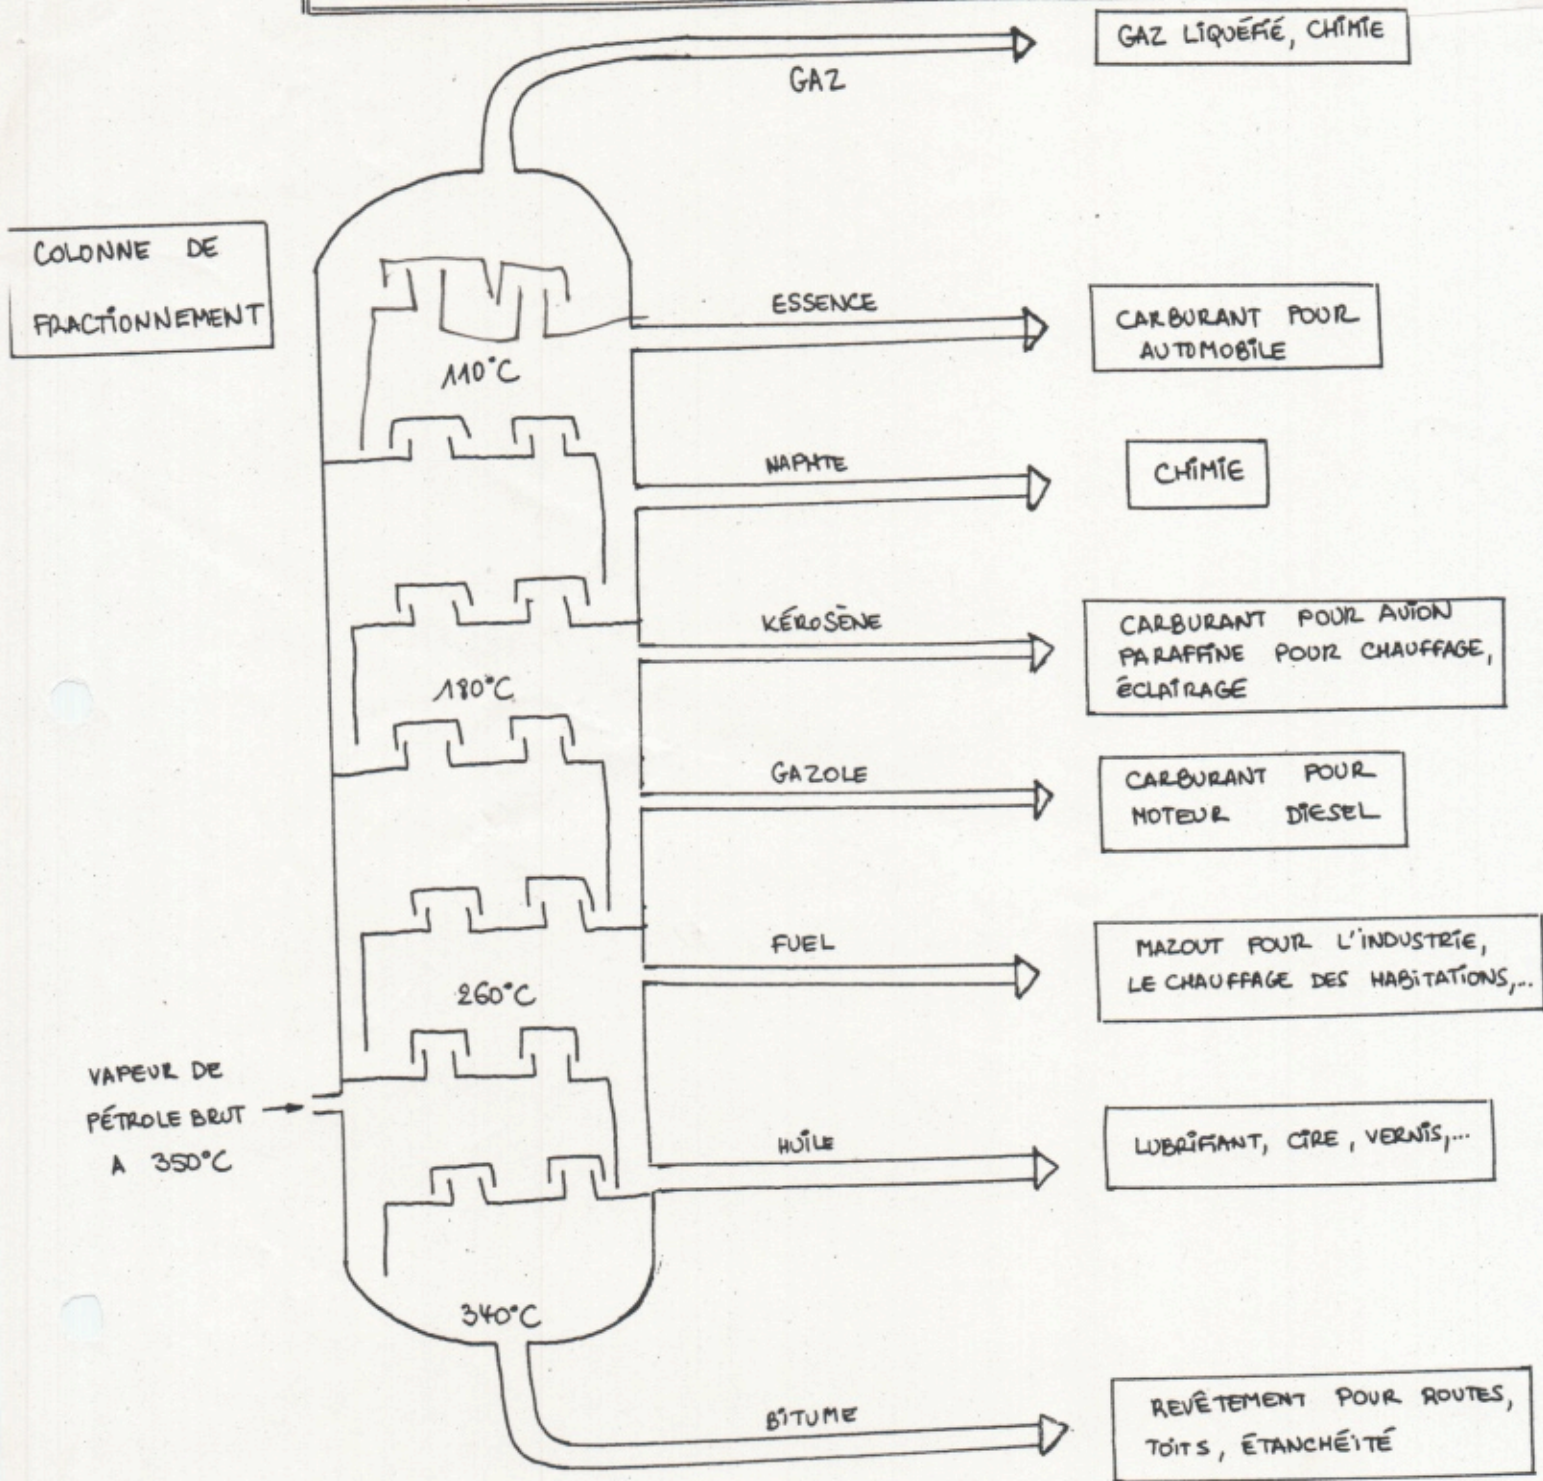 GAZ LIQUÉFIÉ, CHIMIE
GAZ
COLONNE DE
FRACTIONNEMENT
ESSENCE
CARBURANT POUR
AUTOMOBILE
110°C
NAPHTE
CHIMIE
KÉROSÈNE
CARBURANT POUR AVION
PARAFFINE POUR CHAUFFAGE,
ÉCLAIRAGE
180°C
GAZOLE
CARBURANT POUR
MOTEUR DIESEL
FUEL
MAZOUT POUR L'INDUSTRIE,
LE CHAUFFAGE DES HABITATIONS,...
260°C
VAPEUR DE
PÉTROLE BRUT
A 350°C
HUILE
LUBRIFIANT, CIRE, VERNIS,...
340°C
BITUME
REVÊTEMENT POUR ROUTES,
TOITS, ÉTANCHÉITÉ